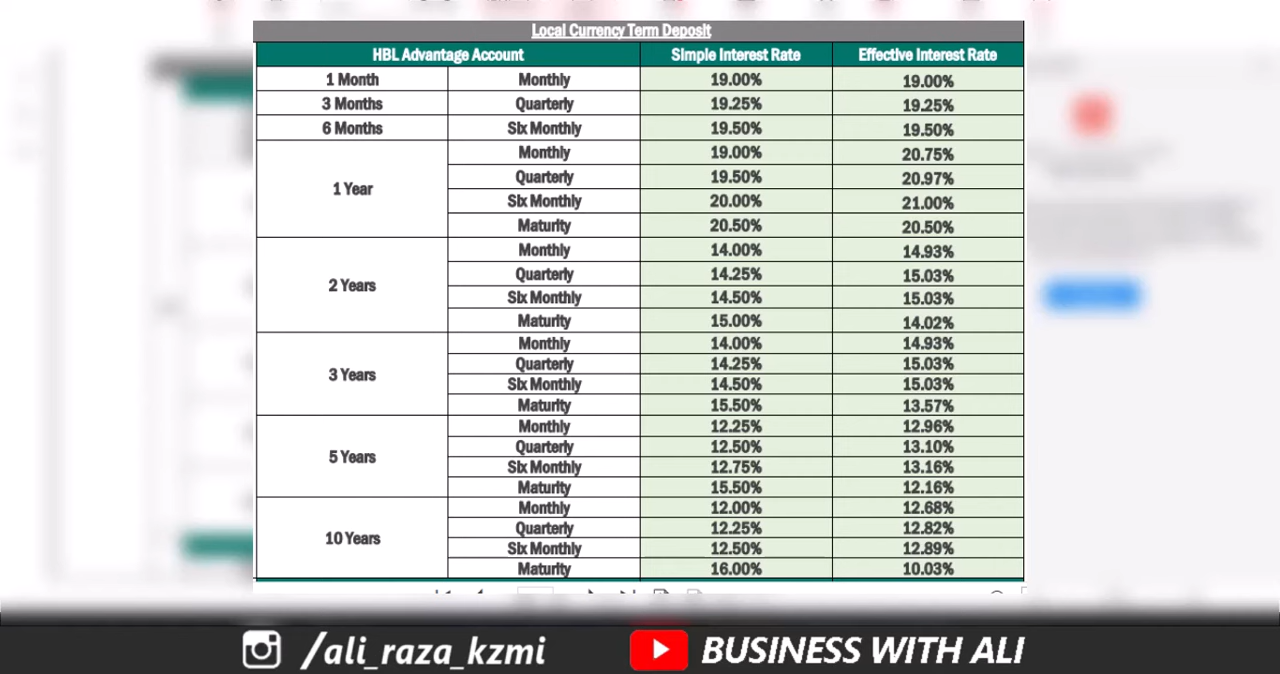 Local Currency Term Deposit
HBL Advantage Account Simple Interest Rate Effective Interest Rate
1 Month Monthly 19.00% 19.00%
3 Months Quarterly 19.25% 19.25%
6 Months Six Monthly 19.50% 19.50%
1 Year
Monthly 19.00% 20.75%
Quarterly 19.50% 20.97%
Six Monthly 20.00% 21.00%
Maturity 20.50% 20.50%
2 Years
Monthly 14.00% 14.93%
Quarterly 14.25% 15.03%
Six Monthly 14.50% 15.03%
Maturity 15.00% 14.02%
3 Years
Monthly 14.00% 14.93%
Quarterly 14.25% 15.03%
Six Monthly 14.50% 15.03%
Maturity 15.50% 13.57%
5 Years
Monthly 12.25% 12.96%
Quarterly 12.50% 13.10%
Six Monthly 12.75% 13.16%
Maturity 15.50% 12.16%
10 Years
Monthly 12.00% 12.68%
Quarterly 12.25% 12.82%
Six Monthly 12.50% 12.89%
Maturity 16.00% 10.03%
/ali_raza_kzmi BUSINESS WITH ALI